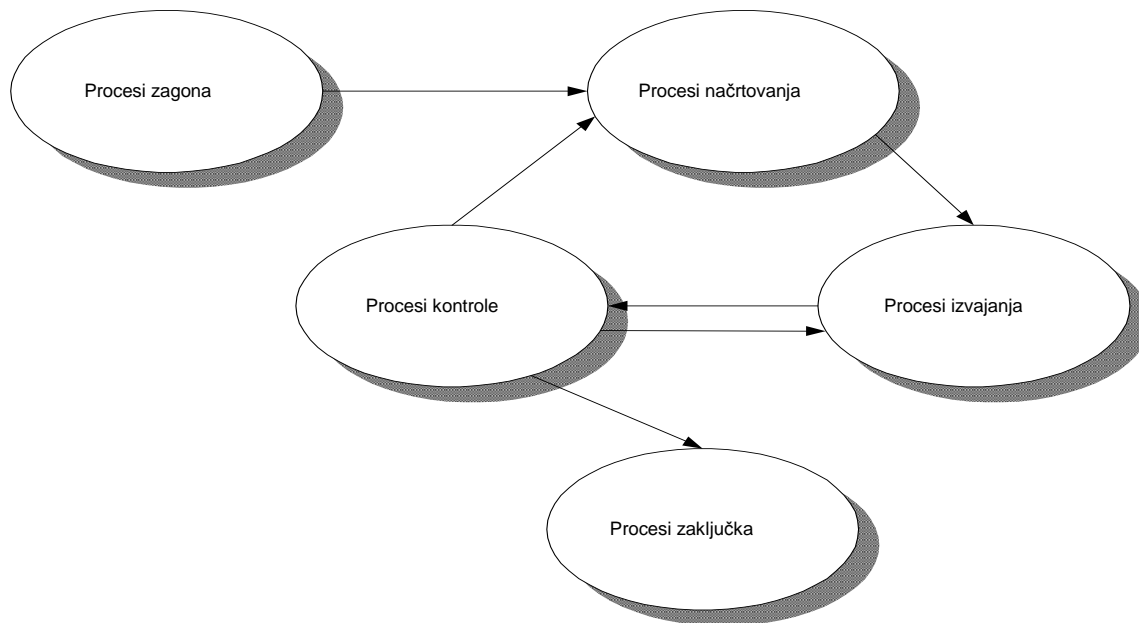 Procesi zagona
Procesi načrtovanja
Procesi kontrole
Procesi izvajanja
Procesi zaključka